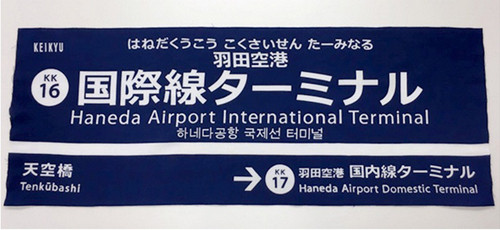 KEIKYU
はねだくうこう こくさいせん たーみなる
羽田空港
KK
16
国際線ターミナル
Haneda Airport International Terminal
하네다공항 국제선 터미널
天空橋
Tenkūbashi
→
KK
17
羽田空港 国内線ターミナル
Haneda Airport Domestic Terminal